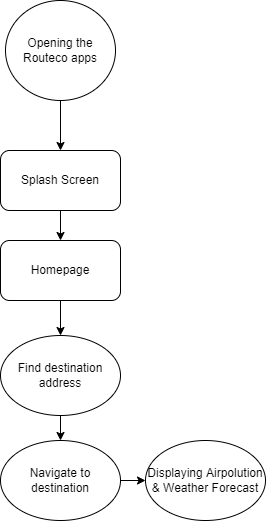 Opening the
Routeco apps
Splash Screen
Homepage
Find destination
address
Navigate to
destination
Displaying Airpolution
& Weather Forecast